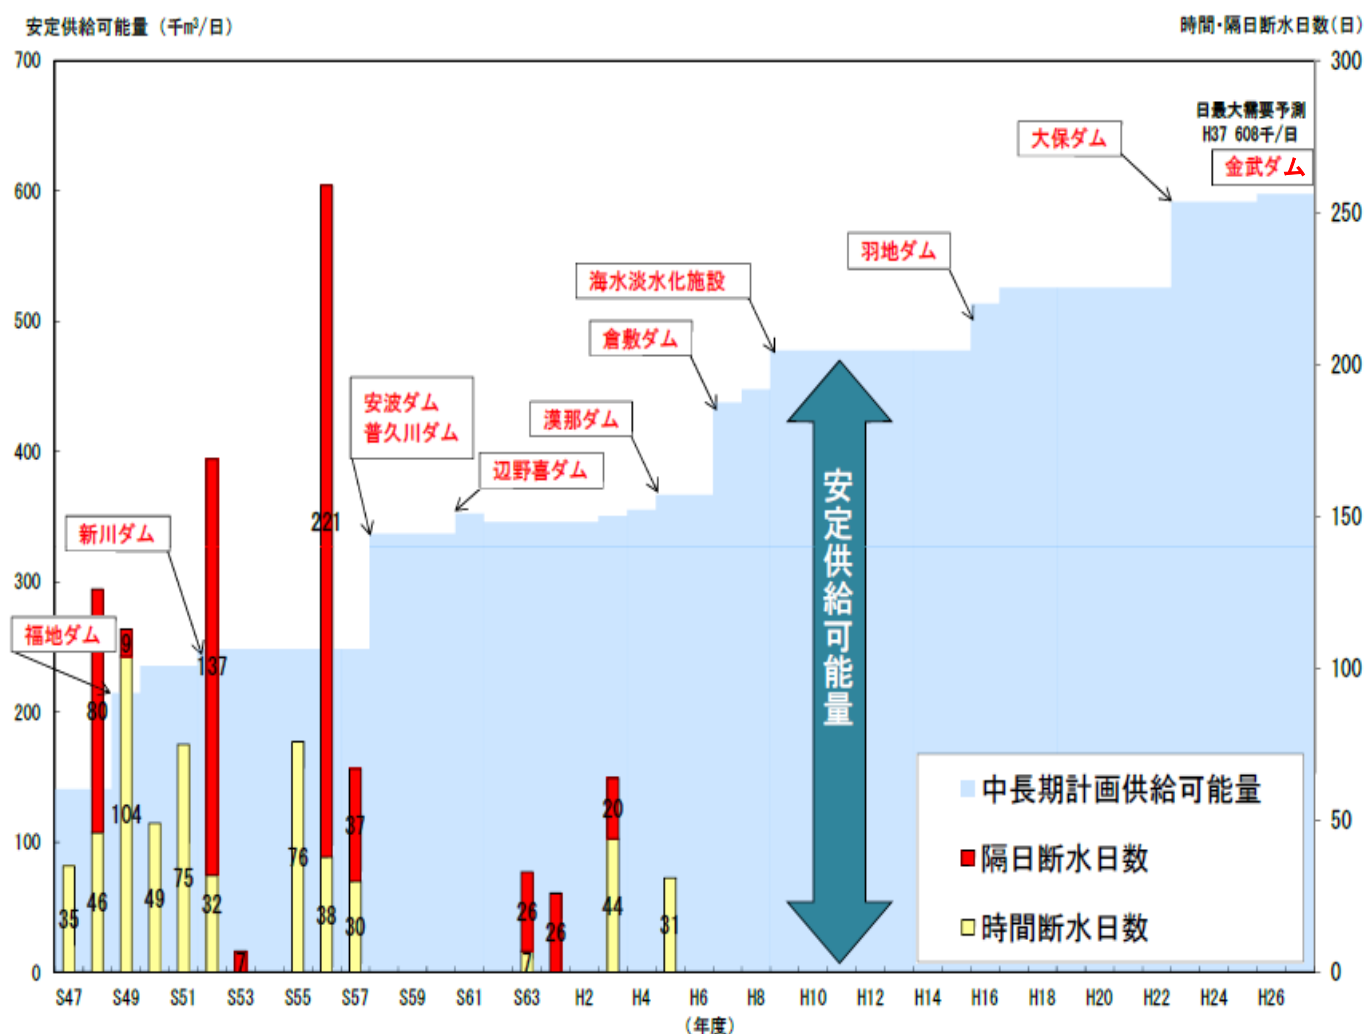 安定供給可能量 (千m³/日)
時間・隔日断水日数(日)
700
600
500
400
300
200
100
0
300
250
200
150
100
50
0
日最大需要予測
H37 608千/日
金武ダム
大保ダム
羽地ダム
海水淡水化施設
倉敷ダム
漢那ダム
辺野喜ダム
安波ダム
普久川ダム
新川ダム
福地ダム
35
80
46
9
104
49
75
137
32
7
76
221
38
37
30
26
7
26
20
44
31
安定供給可能量
中長期計画供給可能量
隔日断水日数
時間断水日数
S47 S49 S51 S53 S55 S57 S59 S61 S63 H2 H4 H6 H8 H10 H12 H14 H16 H18 H20 H22 H24 H26
(年度)